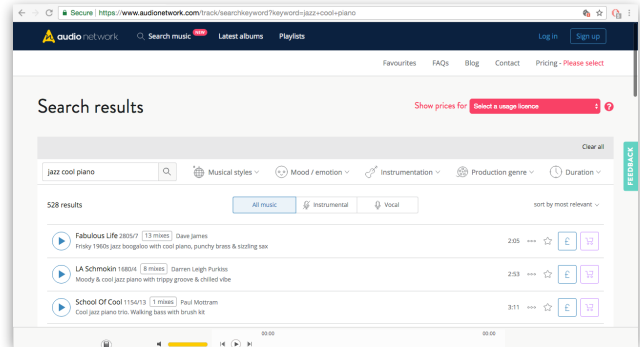 Secure | https://www.audionetwork.com/track/searchkeyword?keyword=jazz+cool+piano
audio network Search music NEW Latest albums Playlists Log in Sign up
Favourites FAQs Blog Contact Pricing - Please select
Search results Show prices for Select a usage licence ?
Clear all
jazz cool piano Musical styles Mood / emotion Instrumentation Production genre Duration
FEEDBACK
528 results All music Instrumental Vocal sort by most relevant
Fabulous Life 2805/7 13 mixes Dave James
Frisky 1960s jazz boogaloo with cool piano, punchy brass & sizzling sax
2:05 £
LA Schmokin 1680/4 8 mixes Darren Leigh Purkiss
Moody & cool jazz piano with trippy groove & chilled vibe
2:53 £
School Of Cool 1154/13 1 mixes Paul Mottram
Cool jazz piano trio. Walking bass with brush kit
3:11 £
00:00 00:00